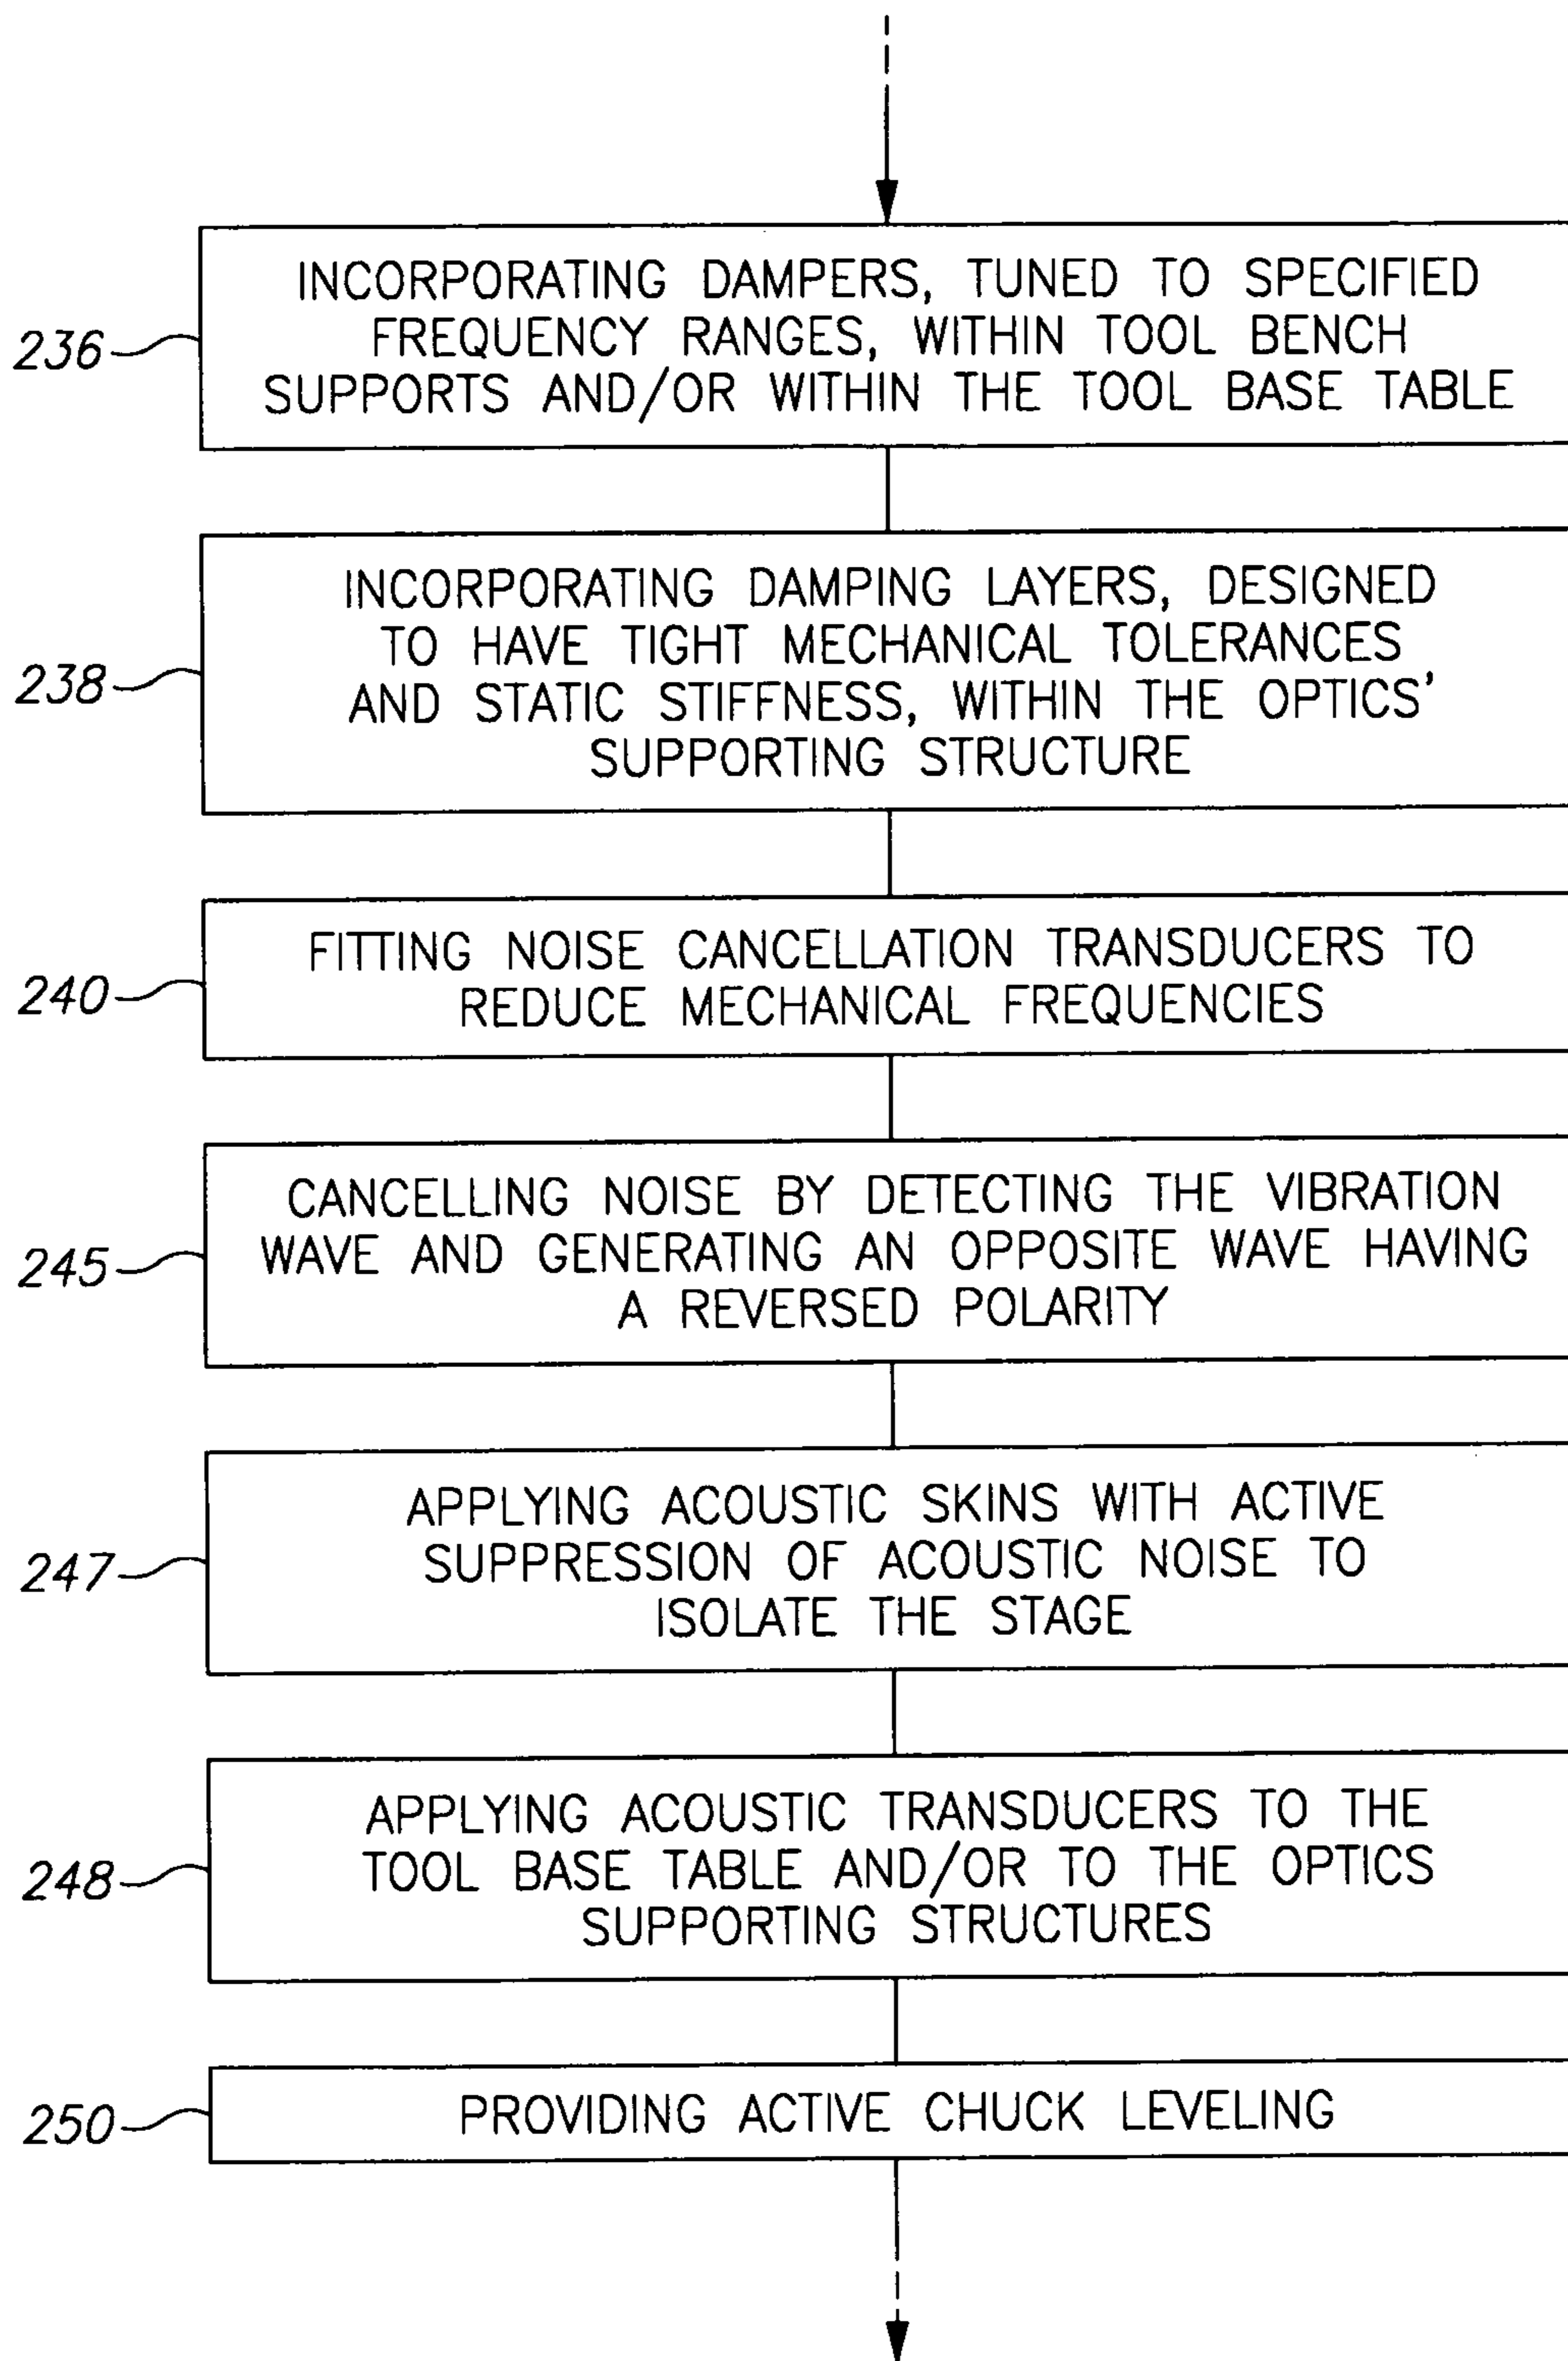 236
INCORPORATING DAMPERS, TUNED TO SPECIFIED
FREQUENCY RANGES, WITHIN TOOL BENCH
SUPPORTS AND/OR WITHIN THE TOOL BASE TABLE
238
INCORPORATING DAMPING LAYERS, DESIGNED
TO HAVE TIGHT MECHANICAL TOLERANCES
AND STATIC STIFFNESS, WITHIN THE OPTICS'
SUPPORTING STRUCTURE
240
FITTING NOISE CANCELLATION TRANSDUCERS TO
REDUCE MECHANICAL FREQUENCIES
245
CANCELLING NOISE BY DETECTING THE VIBRATION
WAVE AND GENERATING AN OPPOSITE WAVE HAVING
A REVERSED POLARITY
247
APPLYING ACOUSTIC SKINS WITH ACTIVE
SUPPRESSION OF ACOUSTIC NOISE TO
ISOLATE THE STAGE
248
APPLYING ACOUSTIC TRANSDUCERS TO THE
TOOL BASE TABLE AND/OR TO THE OPTICS
SUPPORTING STRUCTURES
250
PROVIDING ACTIVE CHUCK LEVELING